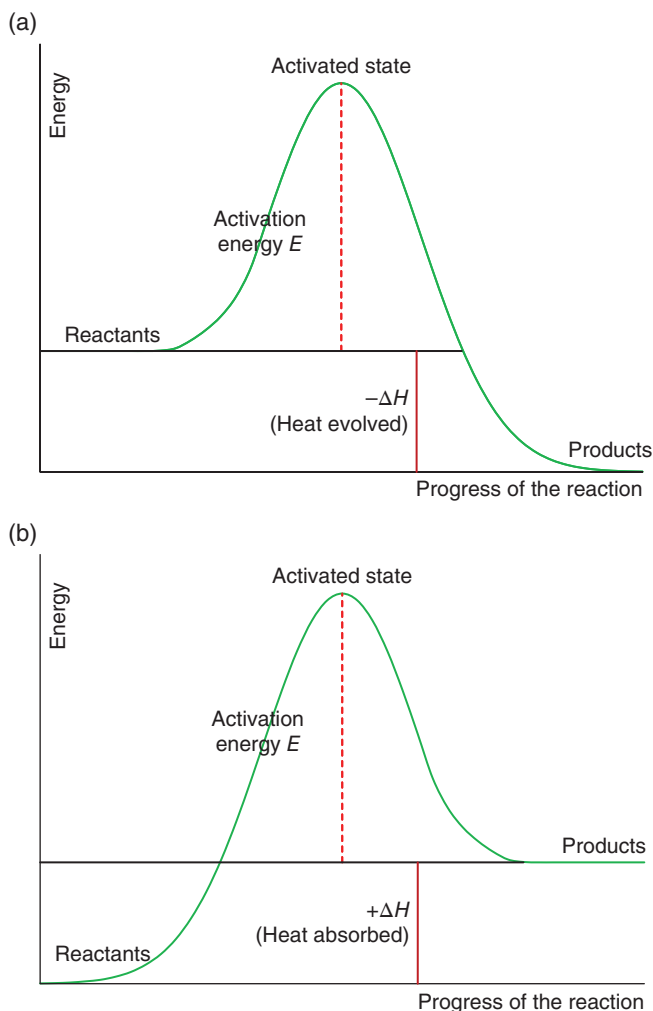 (a)
Activated state
Energy
Activation
energy E
Reactants
−ΔH
(Heat evolved)
Products
Progress of the reaction
(b)
Activated state
Energy
Activation
energy E
Products
+ΔH
(Heat absorbed)
Reactants
Progress of the reaction